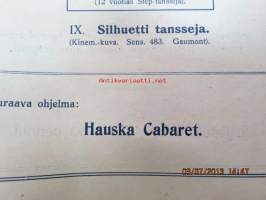 (12 vuotias Step-tanssija).
IX. Silhuetti tansseja.
(Kinem.-kuva. Sens. 483. Gaumont).
uraava ohjelma:
Hauska Cabaret.
Antikvariaatti.net
03/07/2013 14:47